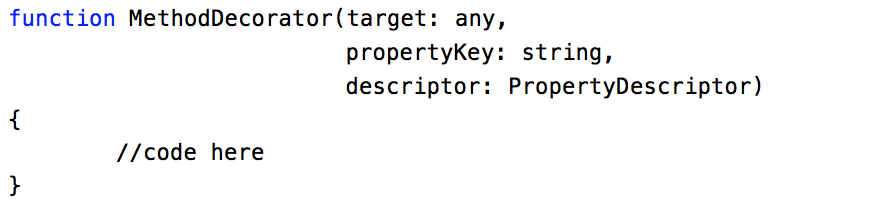 function MethodDecorator(target: any,
propertyKey: string,
descriptor: PropertyDescriptor)
{
//code here
}